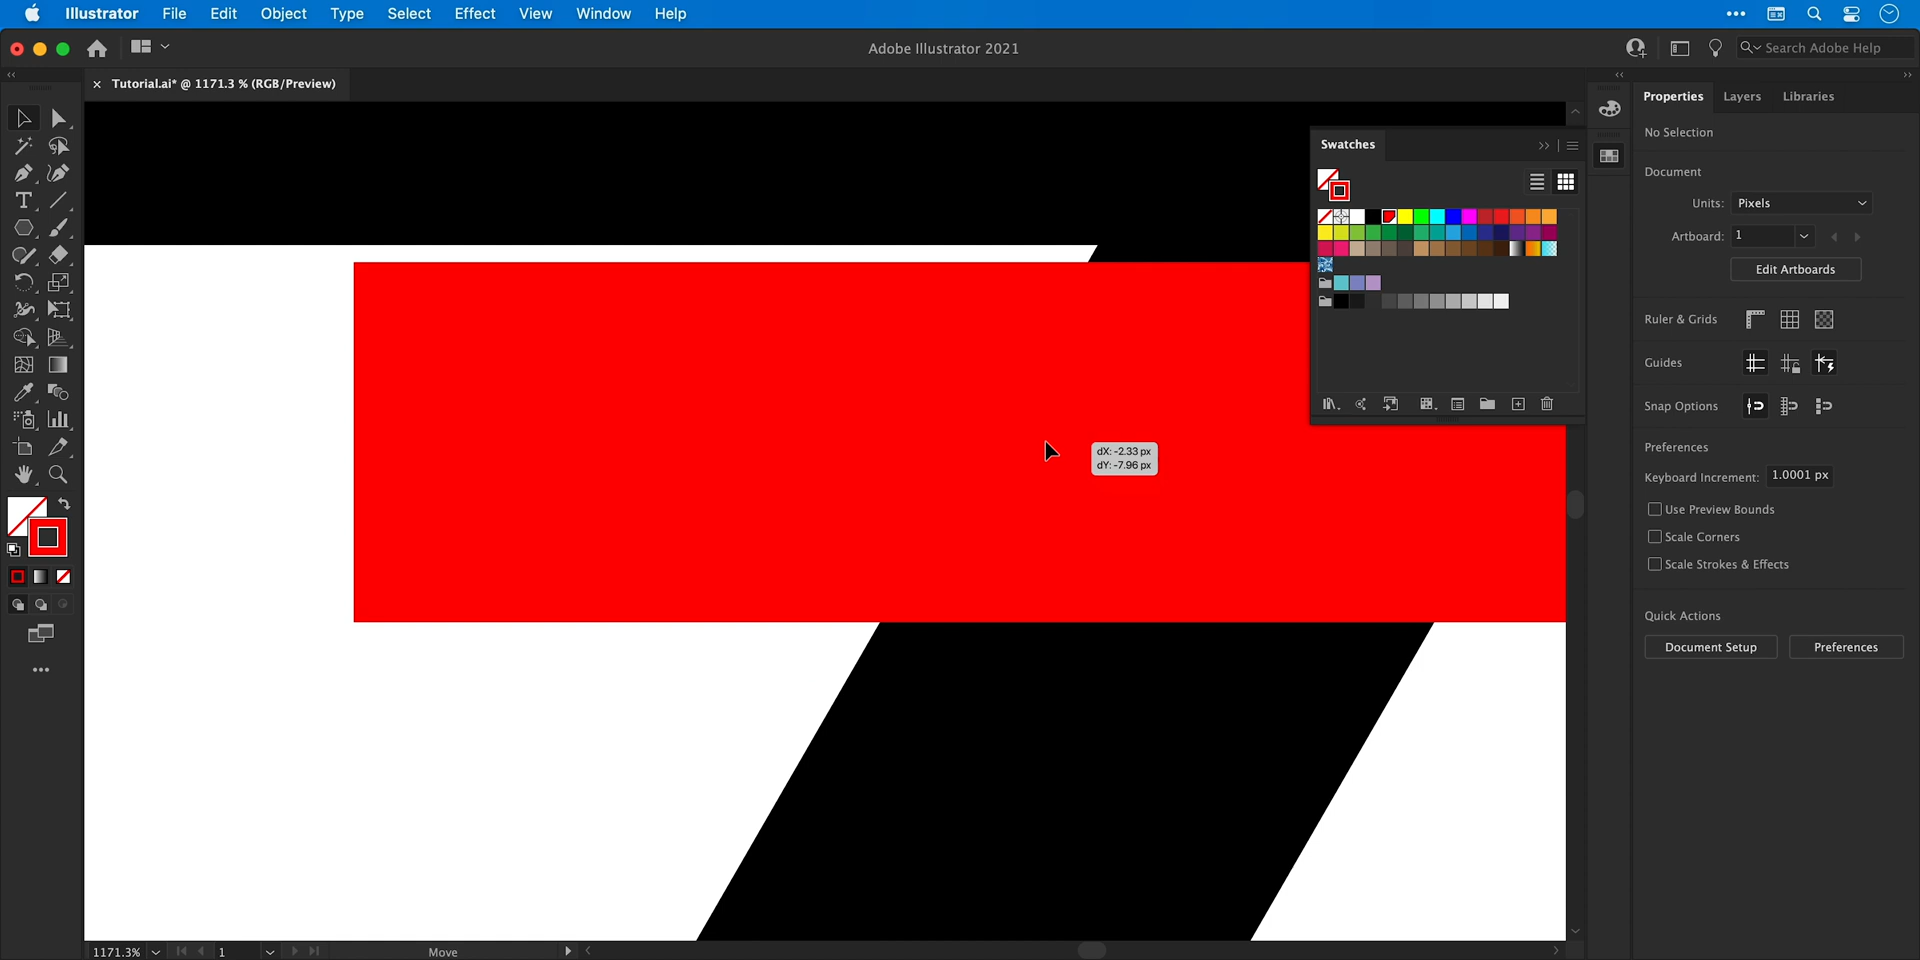 Illustrator File Edit Object Type Select Effect View Window Help
Adobe Illustrator 2021
Search Adobe Help
× Tutorial.ai* @ 1171.3 % (RGB/Preview)
Properties Layers Libraries
No Selection
Document
Units: Pixels
Artboard: 1
Edit Artboards
Ruler & Grids
Guides
Snap Options
Preferences
Keyboard Increment: 1.0001 px
Use Preview Bounds
Scale Corners
Scale Strokes & Effects
Quick Actions
Document Setup Preferences
Swatches
dX: -2.33 px
dY: -7.96 px
1171.3% 1 Move